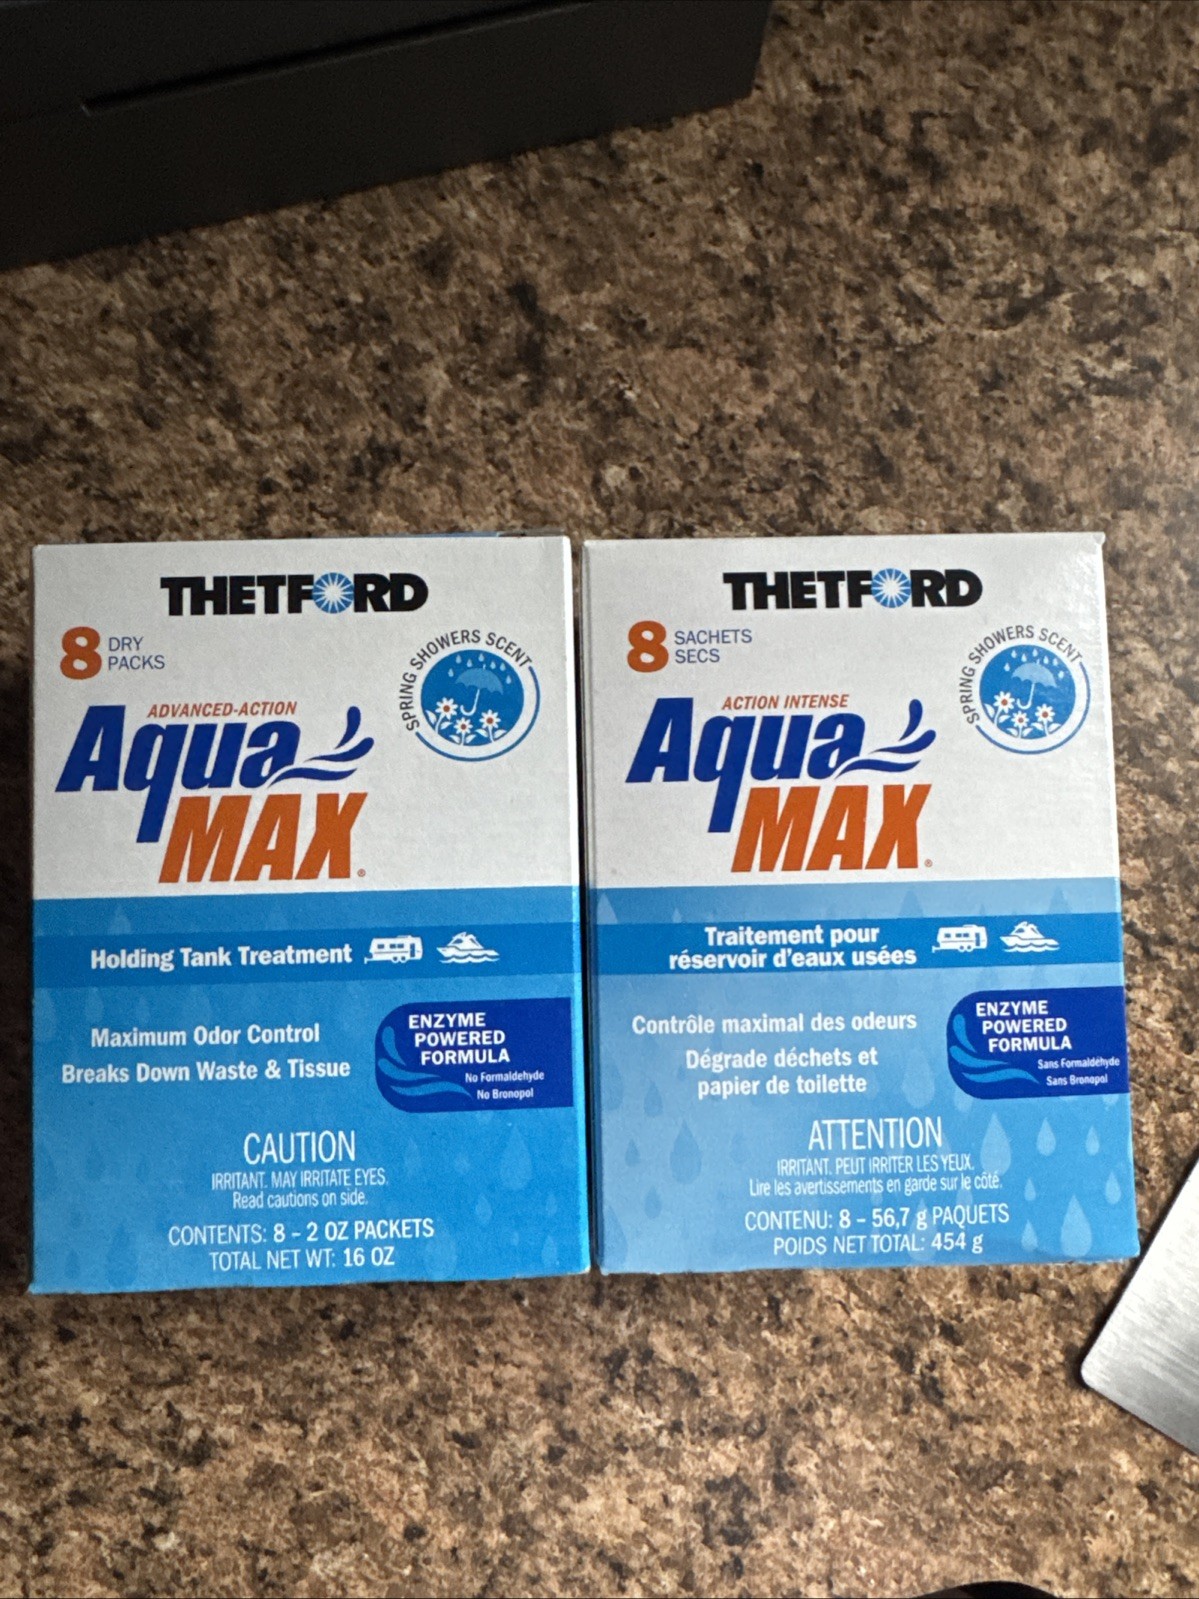 THETFORD
8 DRY
PACKS
SPRING SHOWERS SCENT
ADVANCED-ACTION
Aqua
MAX®
Holding Tank Treatment
Maximum Odor Control
Breaks Down Waste & Tissue
ENZYME
POWERED
FORMULA
No Formaldehyde
No Bronopol
CAUTION
IRRITANT. MAY IRRITATE EYES.
Read cautions on side.
CONTENTS: 8 – 2 OZ PACKETS
TOTAL NET WT: 16 OZ
THETFORD
8 SACHETS
SECS
SPRING SHOWERS SCENT
ACTION INTENSE
Aqua
MAX®
Traitement pour
réservoir d'eaux usées
Contrôle maximal des odeurs
Dégrade déchets et
papier de toilette
ENZYME
POWERED
FORMULA
Sans Formaldéhyde
Sans Bronopol
ATTENTION
IRRITANT. PEUT IRRITER LES YEUX.
Lire les avertissements en garde sur le côté.
CONTENU: 8 – 56,7 g PAQUETS
POIDS NET TOTAL: 454 g